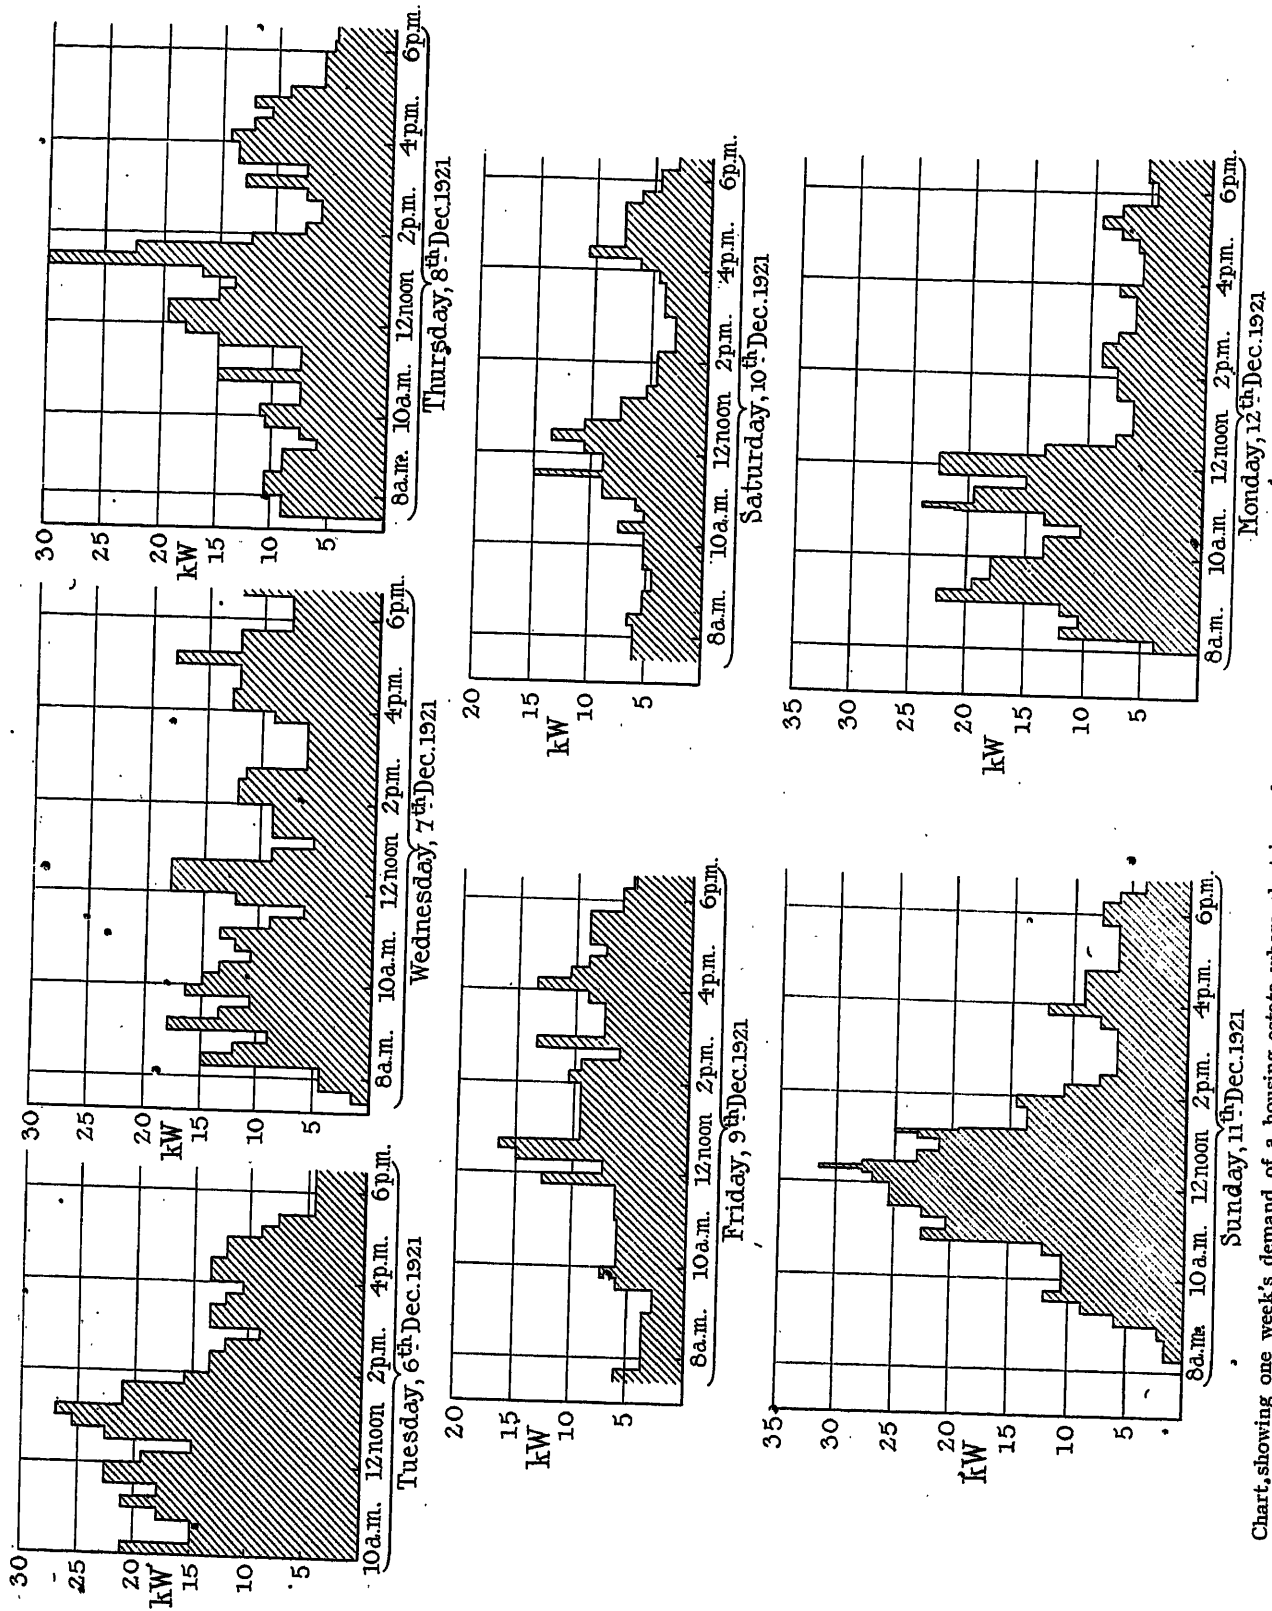 30
25
20
kW
15
10
5
10a.m. 12noon 2p.m. 4p.m. 6p.m.
Tuesday, 6th Dec. 1921
30
25
20
kW
15
10
5
8a.m. 10a.m. 12noon 2p.m. 4p.m. 6p.m.
Wednesday, 7th Dec. 1921
30
25
20
kW
15
10
5
8a.m. 10a.m. 12noon 2p.m. 4p.m. 6p.m.
Thursday, 8th Dec. 1921
20
15
kW
10
5
8a.m. 10a.m. 12noon 2p.m. 4p.m. 6p.m.
Friday, 9th Dec. 1921
20
15
kW
10
5
8a.m. 10a.m. 12noon 2p.m. 4p.m. 6p.m.
Saturday, 10th Dec. 1921
35
30
25
20
kW
15
10
5
8a.m. 10a.m. 12noon 2p.m. 4p.m. 6p.m.
Sunday, 11th Dec. 1921
35
30
25
20
kW
15
10
5
8a.m. 10a.m. 12noon 2p.m. 4p.m. 6p.m.
Monday, 12th Dec. 1921
Chart, showing one week's demand of a housing estate where